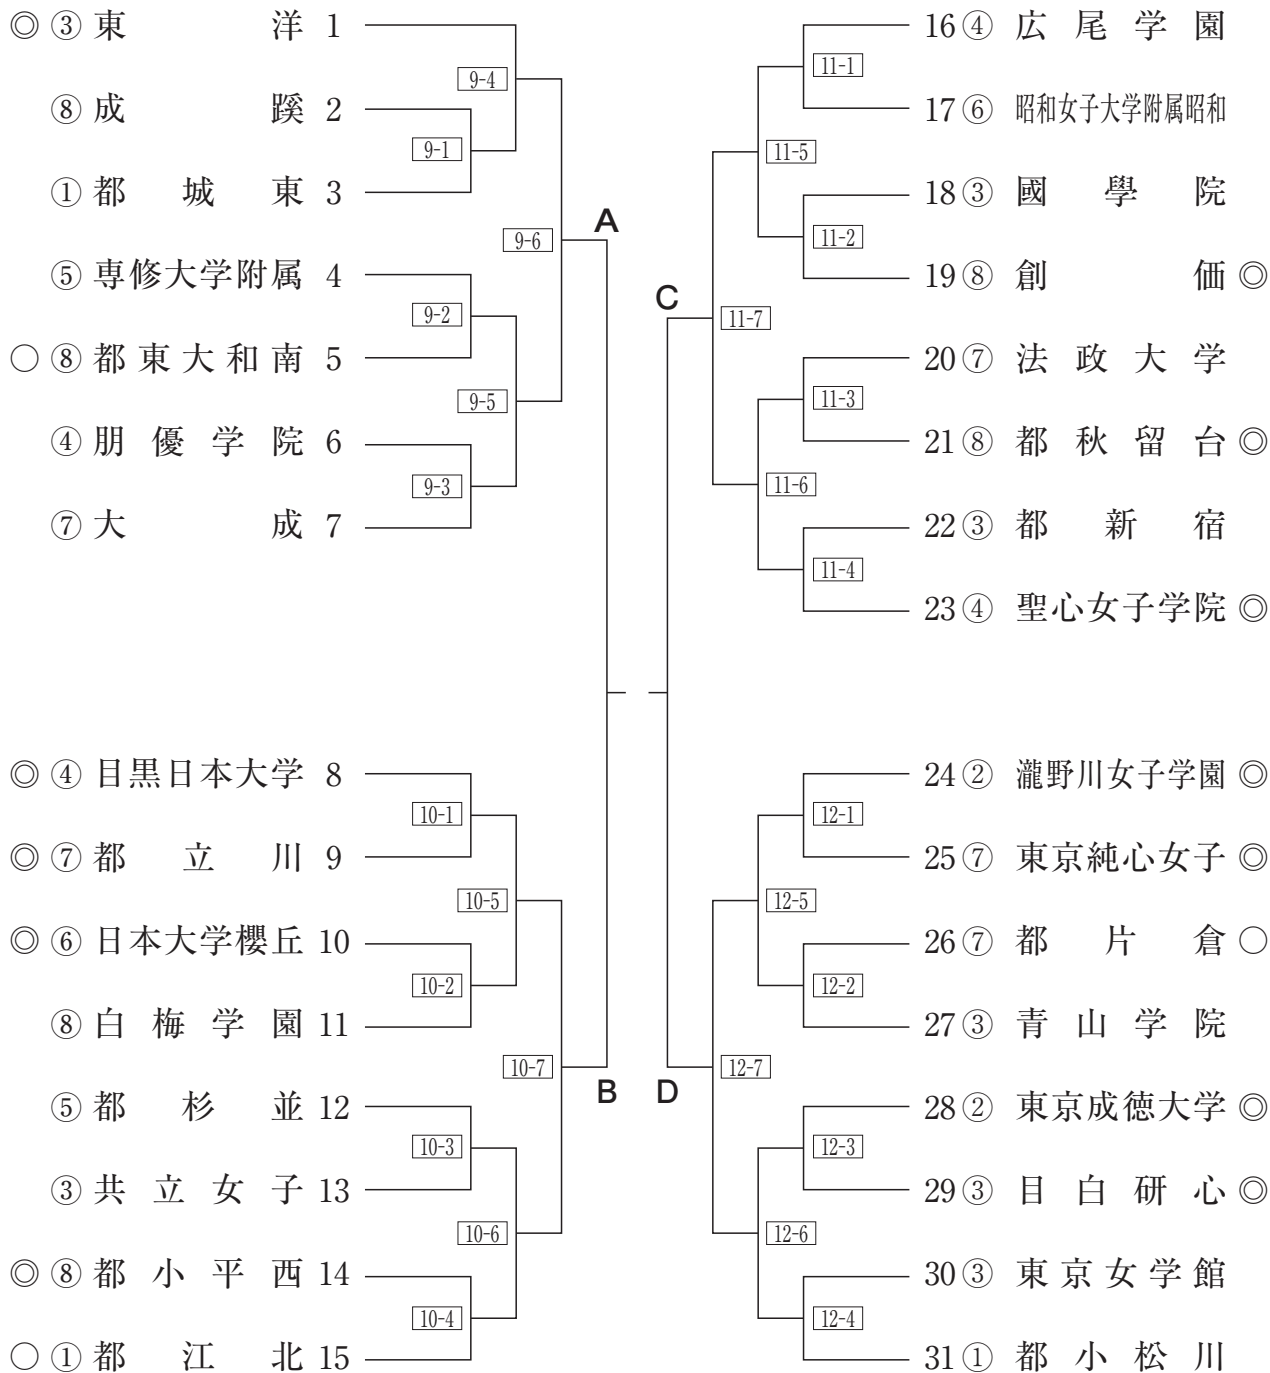 ◎ ③ 東洋 1
9-4
⑧ 成蹊 2
9-1
① 都城東 3
9-6
A
⑤ 専修大学附属 4
9-2
○ ⑧ 都東大和南 5
9-5
④ 朋優学院 6
9-3
⑦ 大成 7
◎ ④ 目黒日本大学 8
10-1
◎ ⑦ 都立川 9
10-5
◎ ⑥ 日本大学櫻丘 10
10-2
⑧ 白梅学園 11
10-7
B
⑤ 都杉並 12
10-3
③ 共立女子 13
10-6
◎ ⑧ 都小平西 14
10-4
○ ① 都江北 15
16 ④ 広尾学園
11-1
17 ⑥ 昭和女子大学附属昭和
11-5
18 ③ 國學院
11-2
19 ⑧ 創価 ◎
C
11-7
20 ⑦ 法政大学
11-3
21 ⑧ 都秋留台 ◎
11-6
22 ③ 都新宿
11-4
23 ④ 聖心女子学院 ◎
24 ② 瀧野川女子学園 ◎
12-1
25 ⑦ 東京純心女子 ◎
12-5
26 ⑦ 都片倉 ○
12-2
27 ③ 青山学院
D
12-7
28 ② 東京成徳大学 ◎
12-3
29 ③ 目白研心 ◎
12-6
30 ③ 東京女学館
12-4
31 ① 都小松川